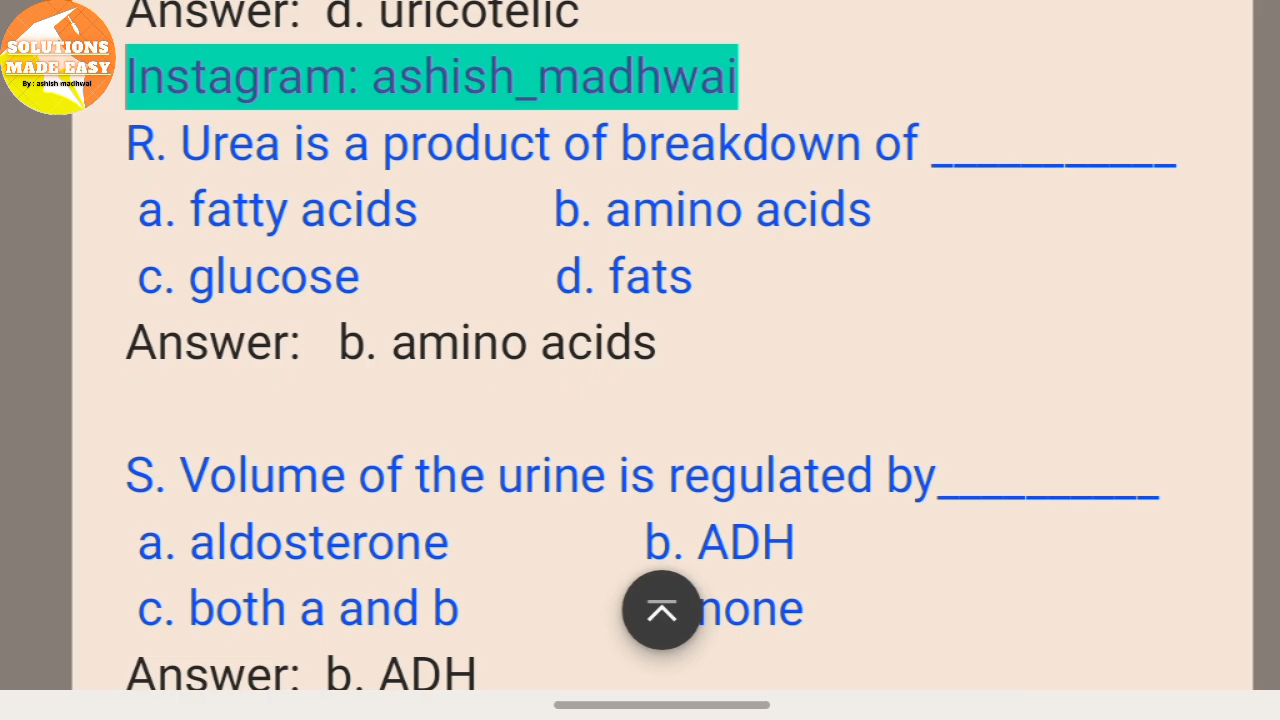 Answer: d. uricotelic
SOLUTIONS
MADE EASY
By : ashish madhwal
Instagram: ashish_madhwai
R. Urea is a product of breakdown of ___________
a. fatty acids b. amino acids
c. glucose d. fats
Answer: b. amino acids
S. Volume of the urine is regulated by__________
a. aldosterone b. ADH
c. both a and b none
Answer: b. ADH